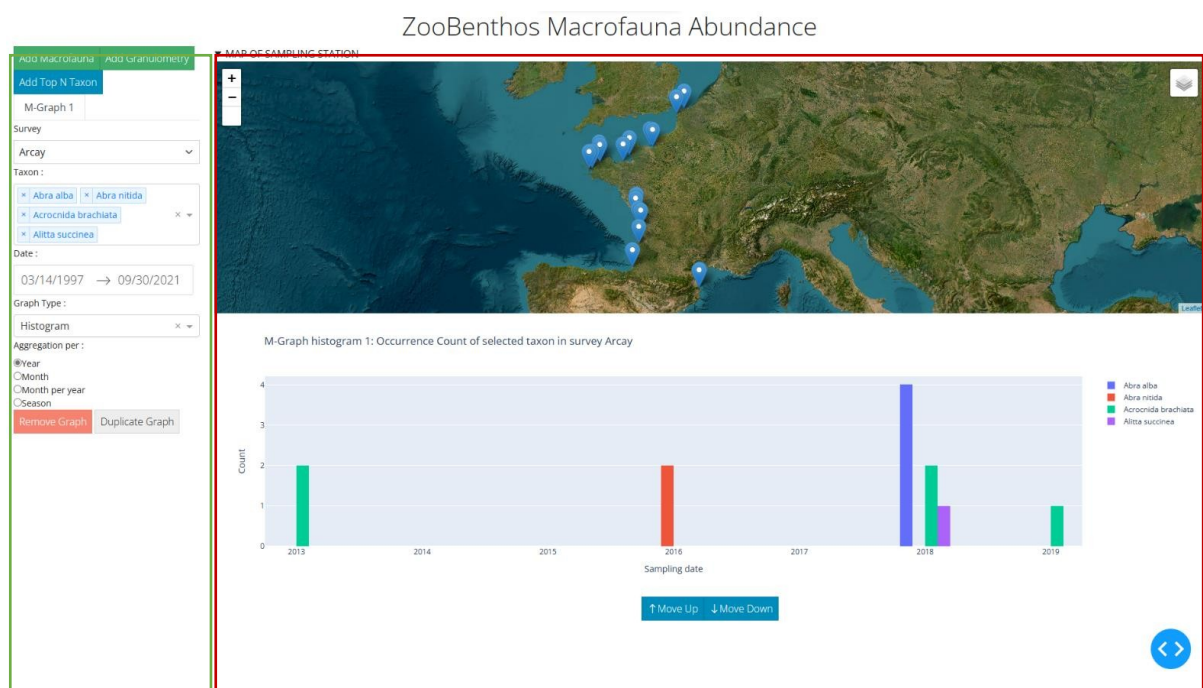 ZooBenthos Macrofauna Abundance
Add Macrofauna Add Granulometry
Add Top N Taxon
M-Graph 1
Survey
Arcay
Taxon :
× Abra alba × Abra nitida
× Acrocnida brachiata
× Alitta succinea
Date :
03/14/1997 → 09/30/2021
Graph Type :
Histogram
Aggregation per :
Year
Month
Month per year
Season
Remove Graph Duplicate Graph
▼ MAP OF SAMPLING STATION
+
−
Leaflet
M-Graph histogram 1: Occurrence Count of selected taxon in survey Arcay
Count
4
3
2
1
0
2013 2014 2015 2016 2017 2018 2019
Sampling date
Abra alba
Abra nitida
Acrocnida brachiata
Alitta succinea
↑ Move Up ↓ Move Down